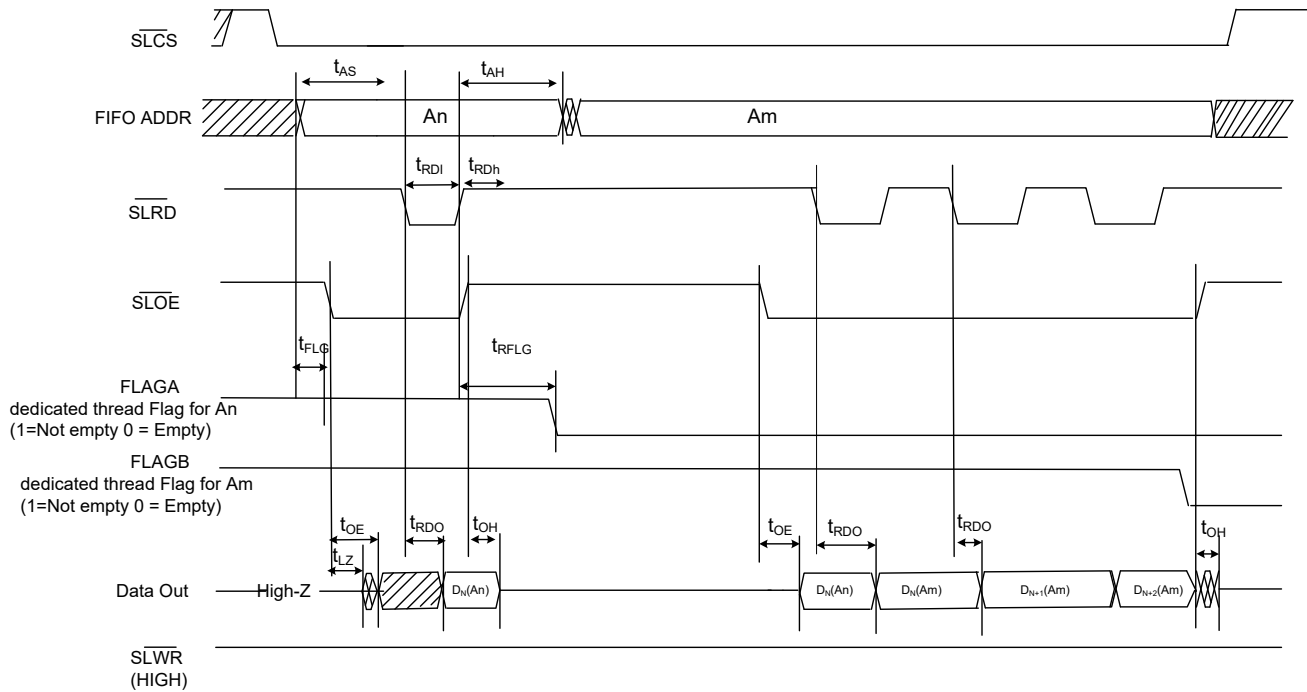 SLCS
tAS
tAH
FIFO ADDR
An
Am
tRDl
tRDh
SLRD
SLOE
tFLG
tRFLG
FLAGA
dedicated thread Flag for An
(1=Not empty 0 = Empty)
FLAGB
dedicated thread Flag for Am
(1=Not empty 0 = Empty)
tOE
tRDO
tOH
tOE
tRDO
tRDO
tOH
tLZ
Data Out
High-Z
DN(An)
DN(An)
DN(Am)
DN+1(Am)
DN+2(Am)
SLWR
(HIGH)